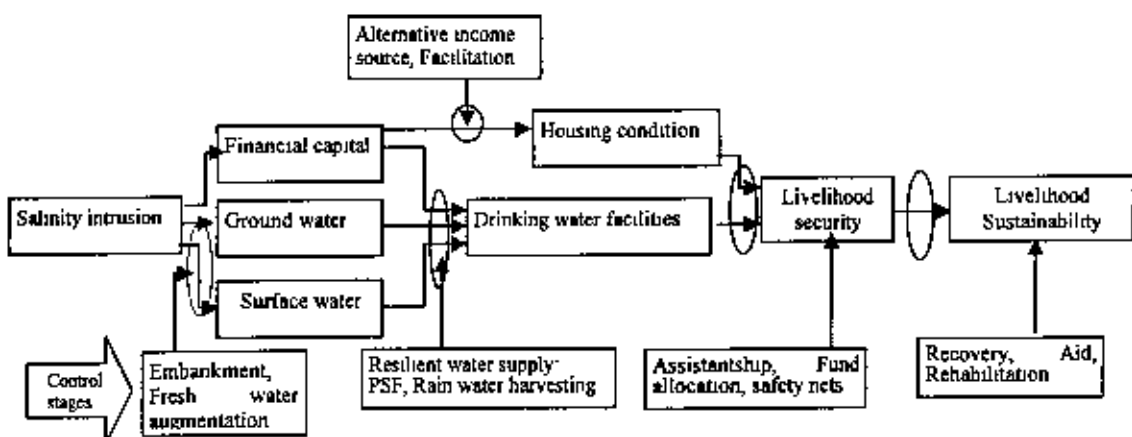 Alternative income
source, Facilitation
Financial capital
Housing condition
Salinity intrusion
Ground water
Drinking water facilities
Livelihood
security
Livelihood
Sustainability
Surface water
Control
stages
Embankment,
Fresh water
augmentation
Resilient water supply
PSF, Rain water harvesting
Assistantship, Fund
allocation, safety nets
Recovery, Aid,
Rehabilitation